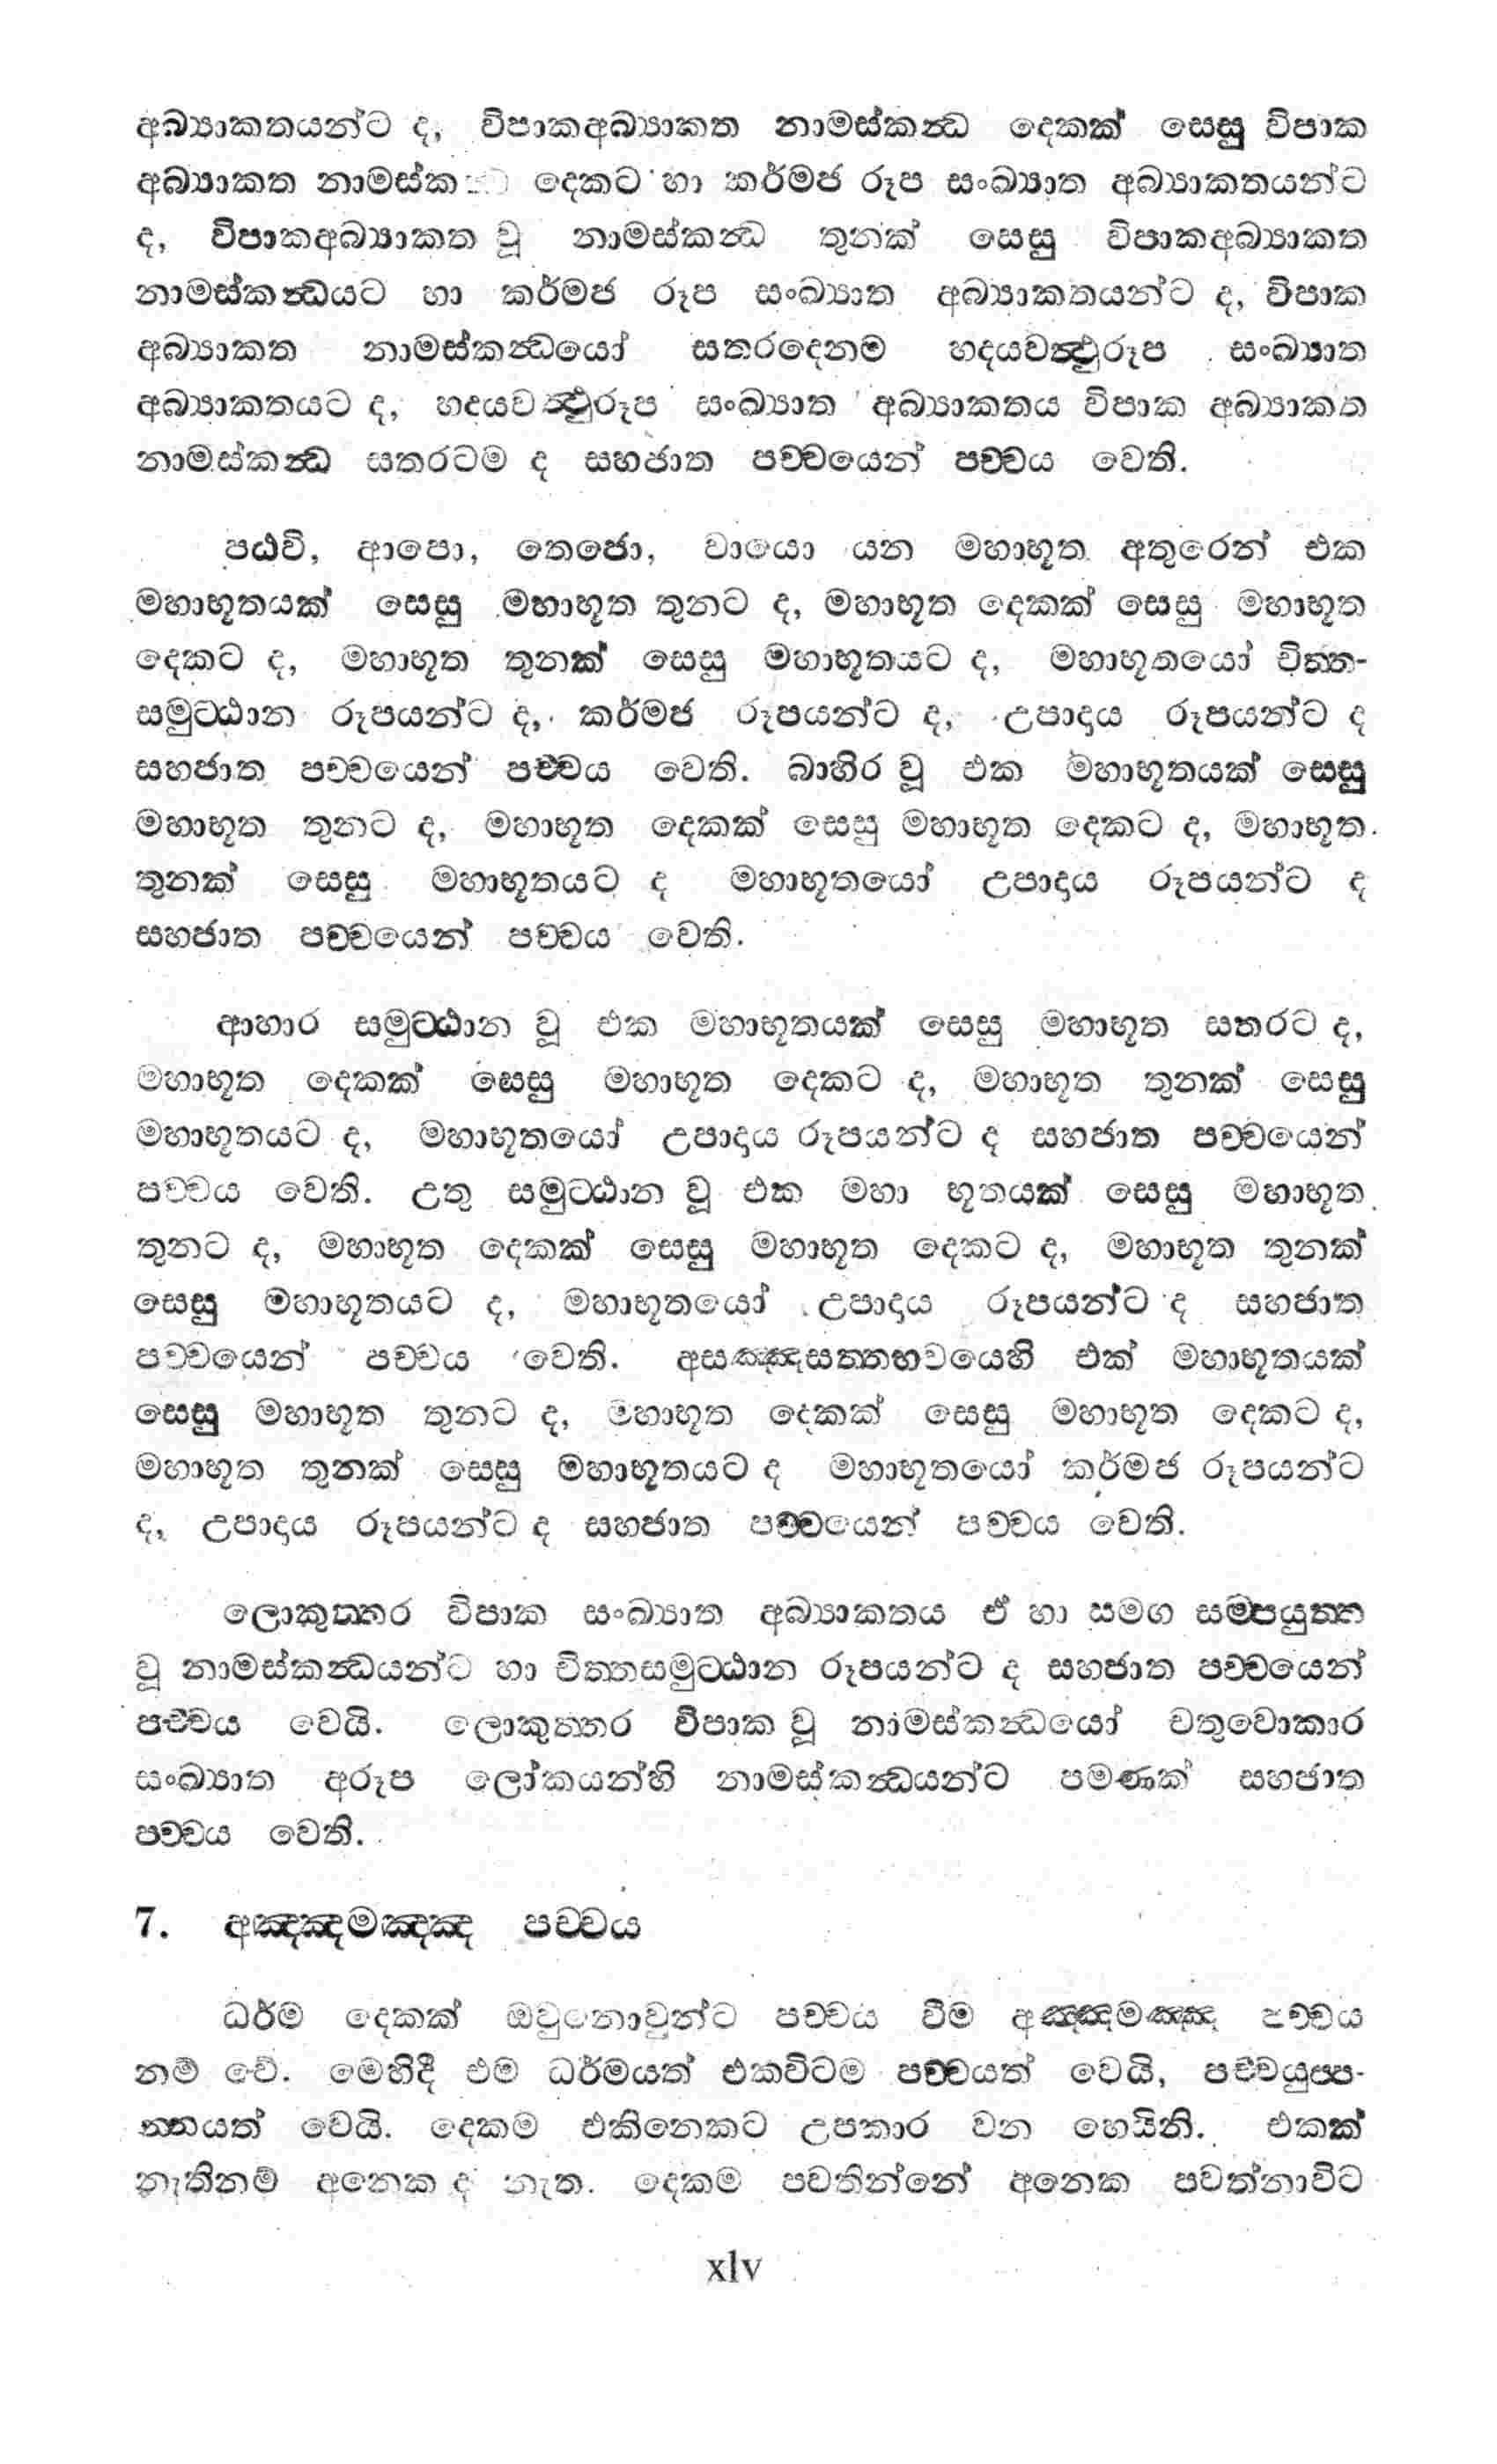 අබ්‍යාකතයන්ට ද, විපාකඅබ්‍යාකත නාමස්කන්‍ධ දෙකක් සෙසු විපාක
අබ්‍යාකත දෙකට හා කර්මජ රූප සංඛ්‍යාත අබ්‍යාකතයන්ට
ද, විපාකඅබ්‍යාකත වූ නාමස්කන්‍ධ තුනක් සෙසු විපාකඅබ්‍යාකත
නාමස්කන්‍ධයට හා කර්මජ රූප සංඛ්‍යාත අබ්‍යාකතයන්ට ද, විපාක
අබ්‍යාකත නාමස්කන්‍ධයෝ සතරදෙනම හදයවත්‍ථුරූප සංඛ්‍යාත
අබ්‍යාකතයට ද, හදයවත්‍ථුරූප සංඛ්‍යාත අබ්‍යාකතය විපාක අබ්‍යාකත
නාමස්කන්‍ධ සතරටම ද සහජාත පච්චයෙන් පච්චය වෙති.
පඨවි, ආපො, තෙජො, වායො යන මහාභූත අතුරෙන් එක
මහාභූතයක් සෙසු මහාභූත තුනට ද, මහාභූත දෙකක් සෙසු මහාභූත
දෙකට ද, මහාභූත තුනක් සෙසු මහාභූතයට ද, මහාභූතයෝ චිත්ත-
සමුට්ඨාන රූපයන්ට ද, කර්මජ රූපයන්ට ද, උපාදාය රූපයන්ට ද
සහජාත පච්චයෙන් පච්චය වෙති. බාහිර වූ එක මහාභූතයක් සෙසු
මහාභූත තුනට ද, මහාභූත දෙකක් සෙසු මහාභූත දෙකට ද, මහාභූත
තුනක් සෙසු මහාභූතයට ද මහාභූතයෝ උපාදාය රූපයන්ට ද
සහජාත පච්චයෙන් පච්චය වෙති.
ආහාර සමුට්ඨාන වූ එක මහාභූතයක් සෙසු මහාභූත සතරට ද,
මහාභූත දෙකක් සෙසු මහාභූත දෙකට ද, මහාභූත තුනක් සෙසු
මහාභූතයට ද, මහාභූතයෝ උපාදාය රූපයන්ට ද සහජාත පච්චයෙන්
පච්චය වෙති. උතු සමුට්ඨාන වූ එක මහා භූතයක් සෙසු මහාභූත
තුනට ද, මහාභූත දෙකක් සෙසු මහාභූත දෙකට ද, මහාභූත තුනක්
සෙසු මහාභූතයට ද, මහාභූතයෝ උපාදාය රූපයන්ට ද සහජාත
පච්චයෙන් පච්චය වෙති. අසඤ්ඤසත්තභවයෙහි එක් මහාභූතයක්
සෙසු මහාභූත තුනට ද, මහාභූත දෙකක් සෙසු මහාභූත දෙකට ද,
මහාභූත තුනක් සෙසු මහාභූතයට ද මහාභූතයෝ කර්මජ රූපයන්ට
ද, උපාදාය රූපයන්ට ද සහජාත පච්චයෙන් පච්චය වෙති.
ලොකුත්තර විපාක සංඛ්‍යාත අබ්‍යාකතය ඒ හා සමග සම්පයුත්ත
වූ නාමස්කන්‍ධයන්ට හා චිත්තසමුට්ඨාන රූපයන්ට ද සහජාත පච්චයෙන්
පච්චය වෙයි. ලොකුත්තර විපාක වූ නාමස්කන්‍ධයෝ චතුවොකාර
සංඛ්‍යාත අරූප ලෝකයන්හි නාමස්කන්‍ධයන්ට පමණක් සහජාත
පච්චය වෙති.
7. අඤ්ඤමඤ්ඤ පච්චය
ධර්ම දෙකක් ඔවුනොවුන්ට පච්චය වීම අඤ්ඤමඤ්ඤ පච්චය
නම් වේ. මෙහිදී එම ධර්මයත් එකවිටම පච්චයත් වෙයි, පච්චයුප්ප-
න්නයත් වෙයි. දෙකම එකිනෙකට උපකාර වන හෙයිනි. එකක්
නැතිනම් අනෙක ද නැත. දෙකම පවතින්නේ අනෙක පවත්නාවිට
xlv